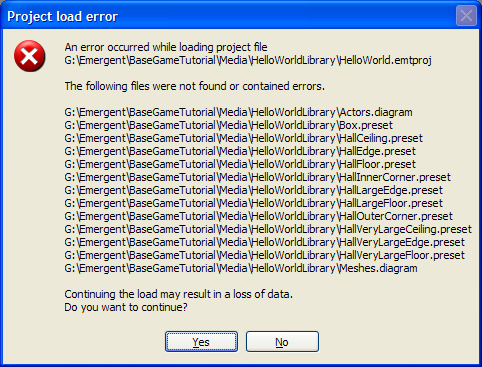 Project load error
An error occurred while loading project file
G:\Emergent\BaseGameTutorial\Media\HelloWorldLibrary\HelloWorld.emtproj
The following files were not found or contained errors.
G:\Emergent\BaseGameTutorial\Media\HelloWorldLibrary\Actors.diagram
G:\Emergent\BaseGameTutorial\Media\HelloWorldLibrary\Box.preset
G:\Emergent\BaseGameTutorial\Media\HelloWorldLibrary\HallCeiling.preset
G:\Emergent\BaseGameTutorial\Media\HelloWorldLibrary\HallEdge.preset
G:\Emergent\BaseGameTutorial\Media\HelloWorldLibrary\HallFloor.preset
G:\Emergent\BaseGameTutorial\Media\HelloWorldLibrary\HallInnerCorner.preset
G:\Emergent\BaseGameTutorial\Media\HelloWorldLibrary\HallLargeEdge.preset
G:\Emergent\BaseGameTutorial\Media\HelloWorldLibrary\HallLargeFloor.preset
G:\Emergent\BaseGameTutorial\Media\HelloWorldLibrary\HallOuterCorner.preset
G:\Emergent\BaseGameTutorial\Media\HelloWorldLibrary\HallVeryLargeCeiling.preset
G:\Emergent\BaseGameTutorial\Media\HelloWorldLibrary\HallVeryLargeEdge.preset
G:\Emergent\BaseGameTutorial\Media\HelloWorldLibrary\HallVeryLargeFloor.preset
G:\Emergent\BaseGameTutorial\Media\HelloWorldLibrary\Meshes.diagram
Continuing the load may result in a loss of data.
Do you want to continue?
Yes No